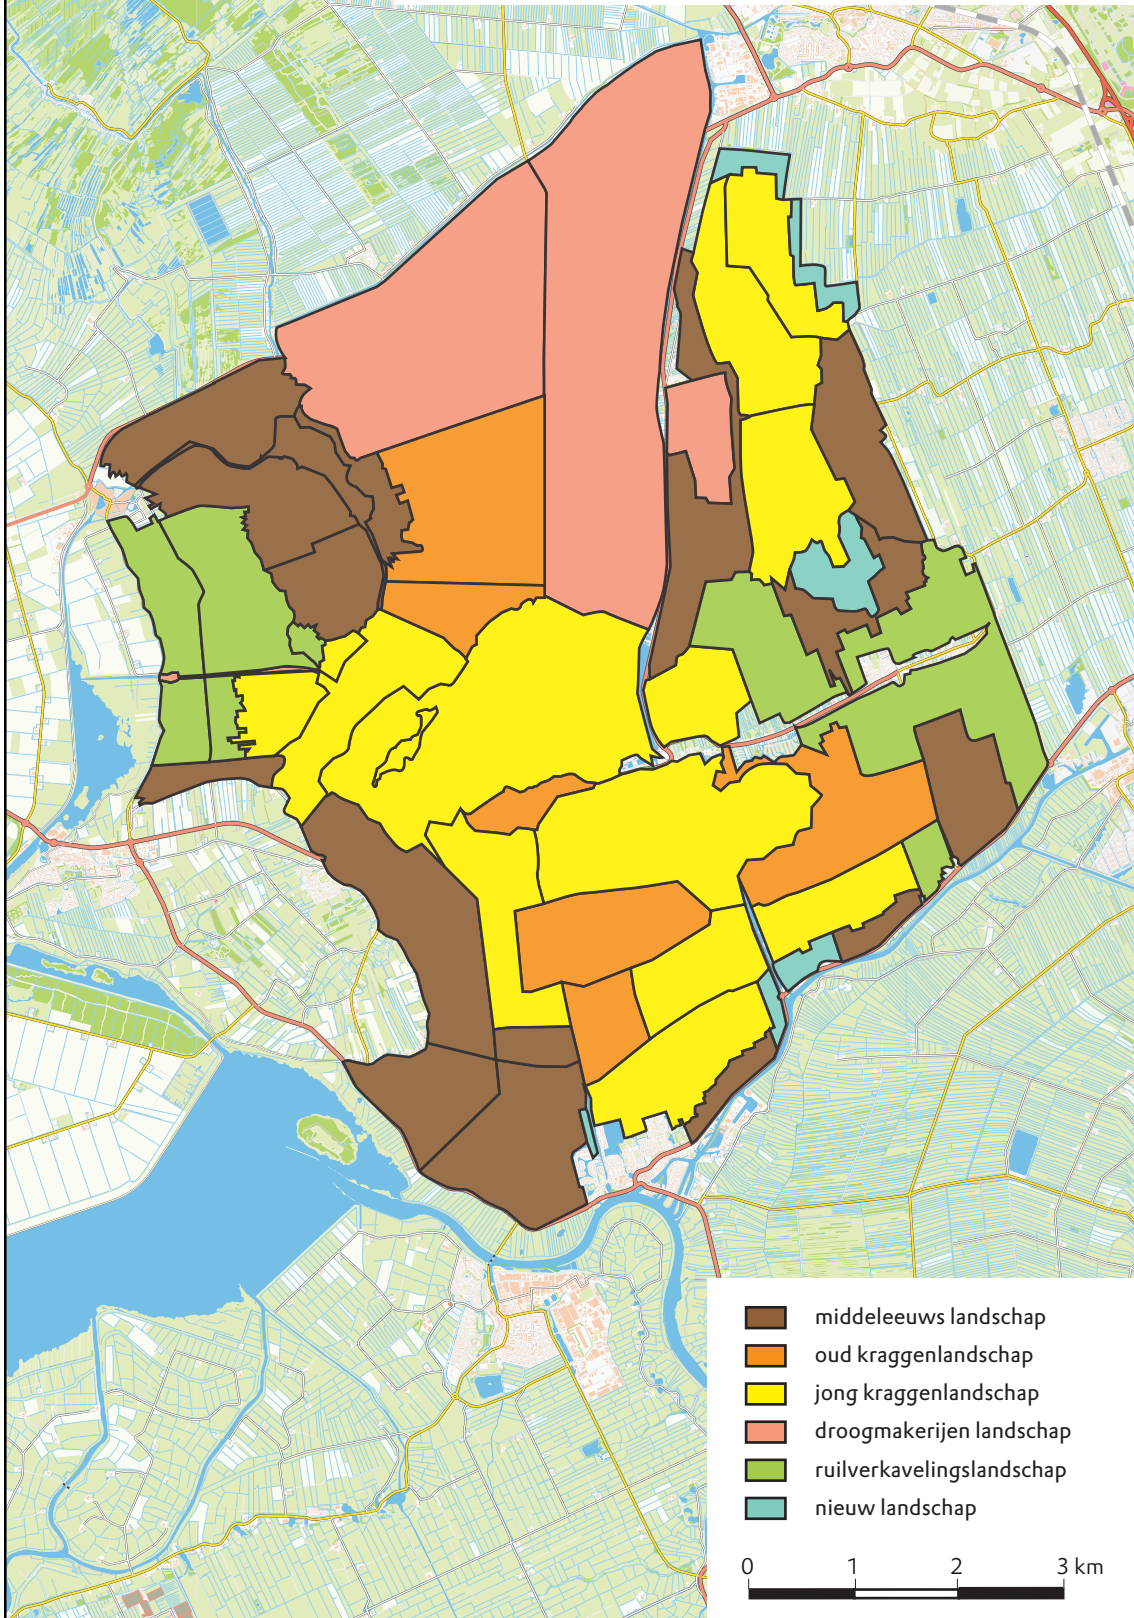 middeleeuws landschap
oud kraggenlandschap
jong kraggenlandschap
droogmakerijen landschap
ruilverkavelingslandschap
nieuw landschap
0 1 2 3 km